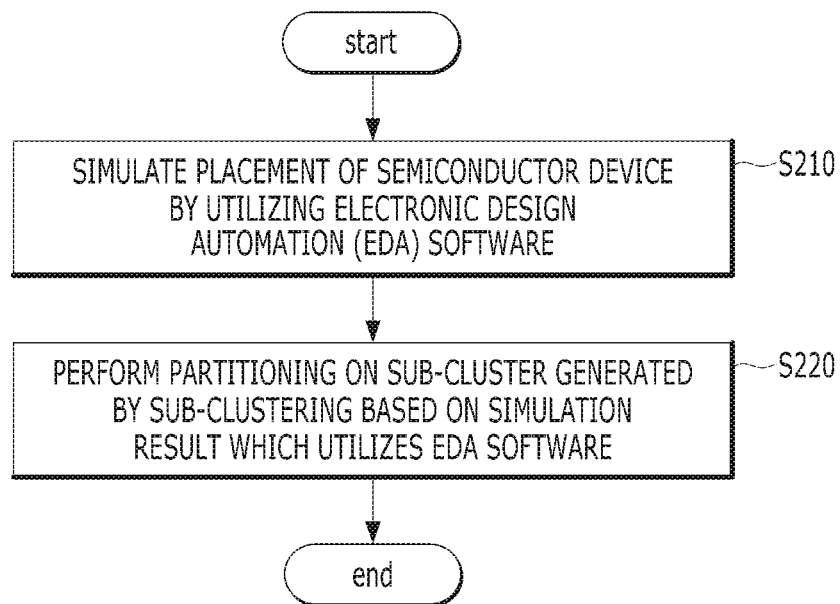 start
SIMULATE PLACEMENT OF SEMICONDUCTOR DEVICE
BY UTILIZING ELECTRONIC DESIGN
AUTOMATION (EDA) SOFTWARE
S210
PERFORM PARTITIONING ON SUB-CLUSTER GENERATED
BY SUB-CLUSTERING BASED ON SIMULATION
RESULT WHICH UTILIZES EDA SOFTWARE
S220
end